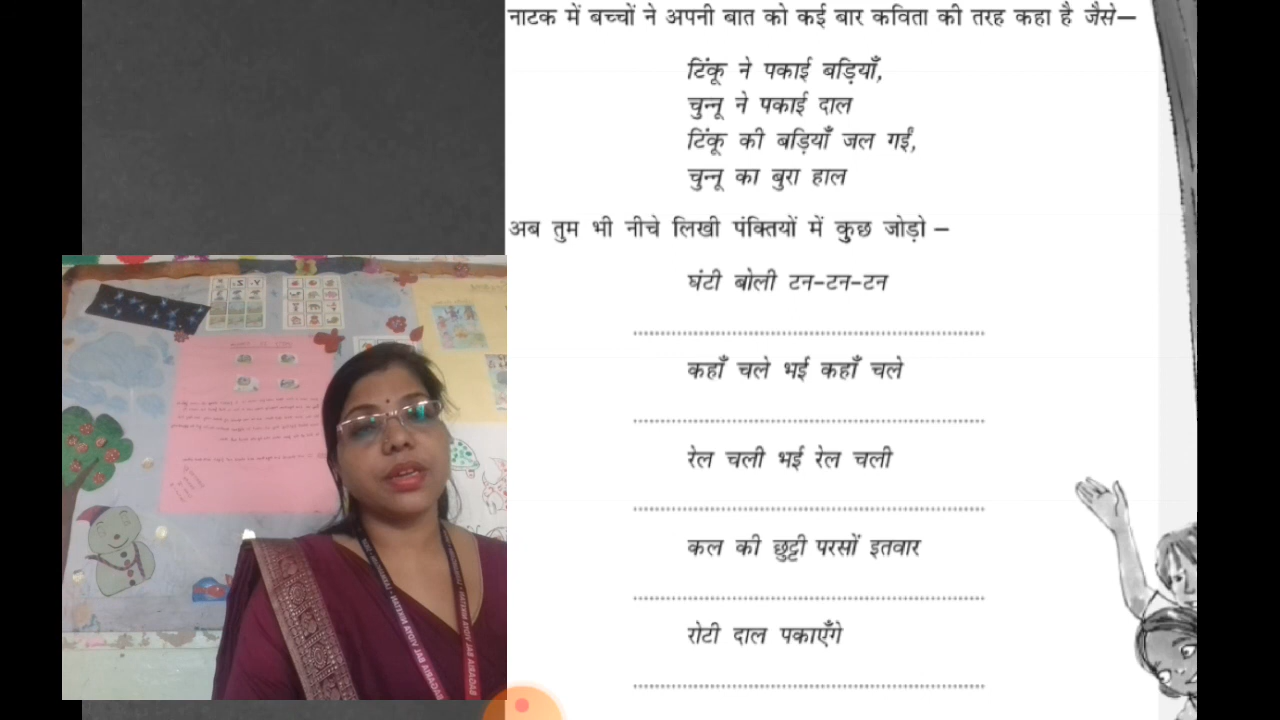 नाटक में बच्चों ने अपनी बात को कई बार कविता की तरह कहा है जैसे—
टिंकू ने पकाई बड़ियाँ,
चुन्नू ने पकाई दाल
टिंकू की बड़ियाँ जल गईं,
चुन्नू का बुरा हाल
अब तुम भी नीचे लिखी पंक्तियों में कुछ जोड़ो —
घंटी बोली टन-टन-टन
कहाँ चले भई कहाँ चले
रेल चली भई रेल चली
कल की छुट्टी परसों इतवार
रोटी दाल पकाएँगे